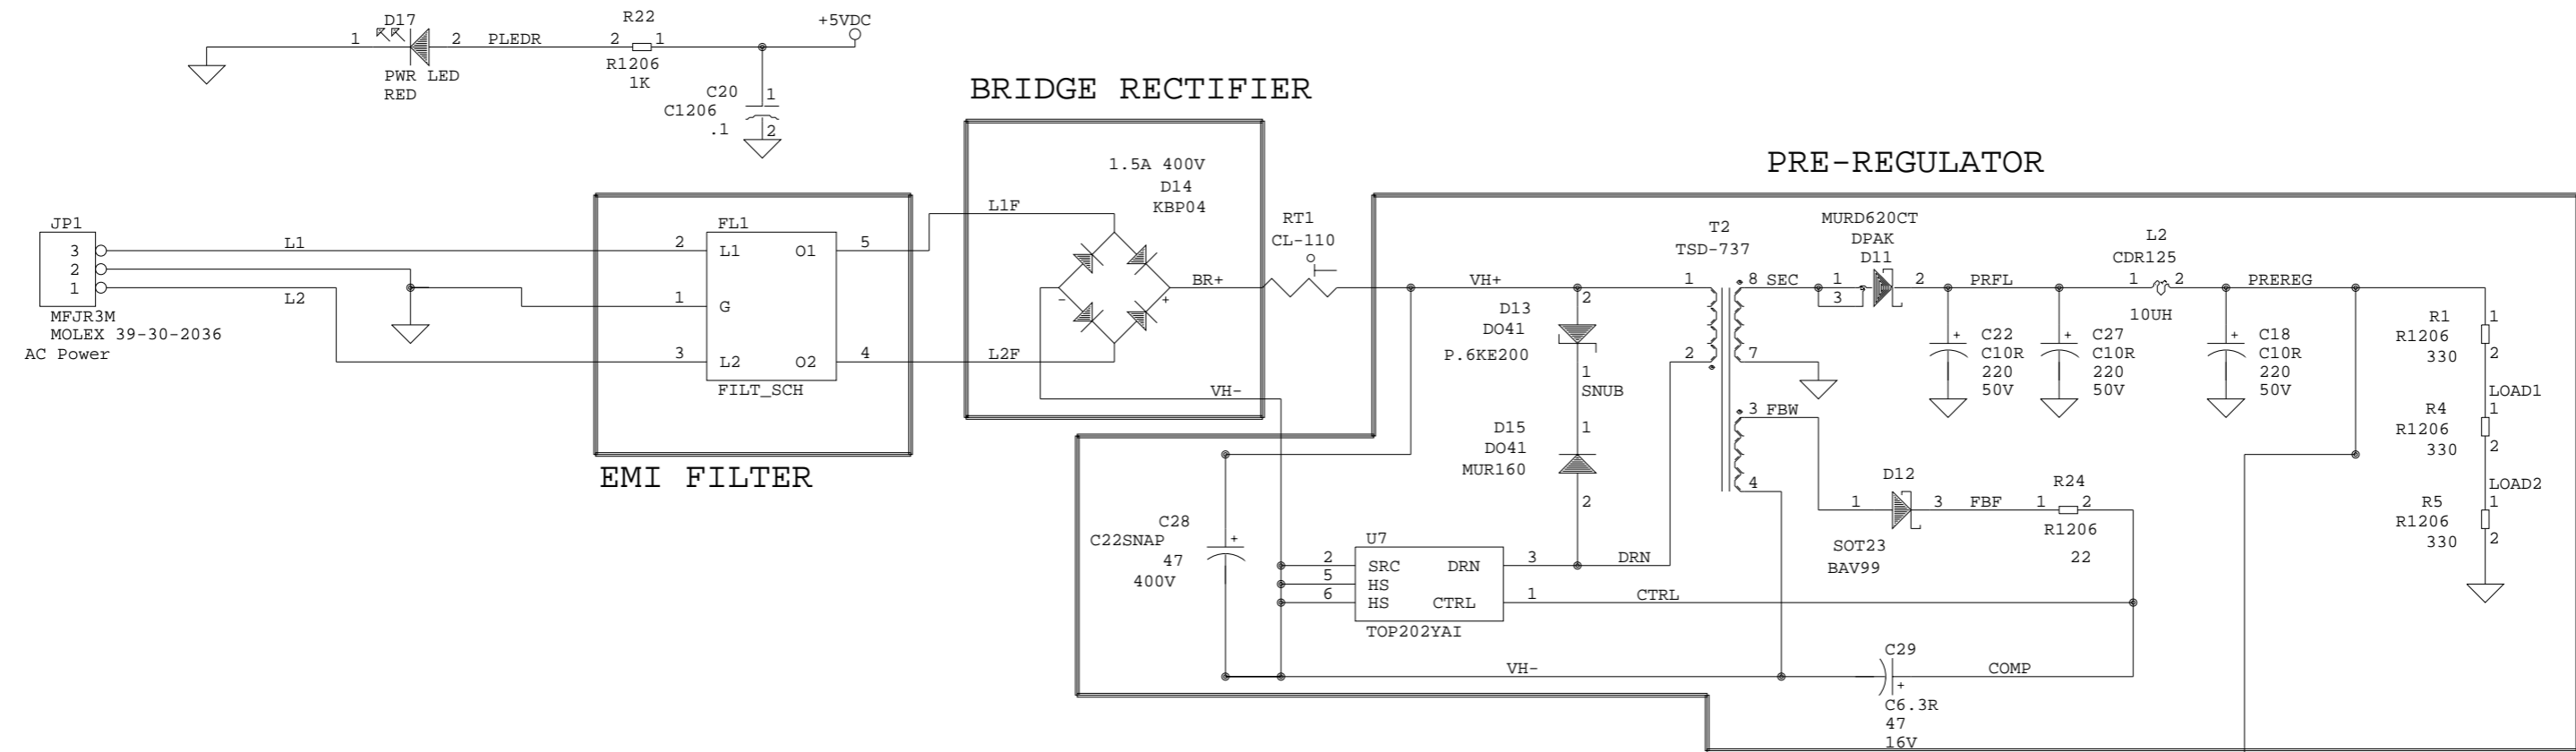 D17
1
2
PLEDR
PWR LED
RED
R22
2
1
R1206
1K
+5VDC
C20
1
C1206
.1
2
BRIDGE RECTIFIER
1.5A 400V
D14
KBP04
L1F
L2F
-
+
BR+
VH-
PRE-REGULATOR
JP1
3
2
1
MFJR3M
MOLEX 39-30-2036
AC Power
L1
L2
FL1
2
L1
O1
5
1
G
3
L2
O2
4
FILT_SCH
EMI FILTER
RT1
CL-110
VH+
2
D13
DO41
P.6KE200
1
SNUB
D15
1
DO41
MUR160
2
T2
TSD-737
1
8
SEC
2
7
3
FBW
4
MURD620CT
DPAK
D11
1
3
2
PRFL
L2
CDR125
1
2
10UH
PREREG
+
C22
C10R
220
50V
+
C27
C10R
220
50V
+
C18
C10R
220
50V
R1
1
R1206
330
2
LOAD1
R4
1
R1206
330
2
LOAD2
R5
1
R1206
330
2
D12
1
3
FBF
SOT23
BAV99
R24
1
2
R1206
22
C28
C22SNAP
+
47
400V
U7
2
SRC
DRN
3
DRN
5
HS
6
HS
CTRL
1
CTRL
TOP202YAI
VH-
C29
COMP
+
C6.3R
47
16V